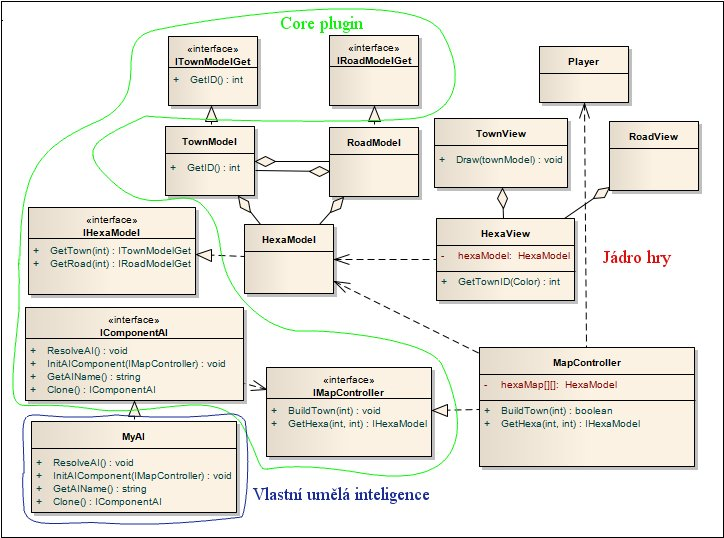 Core plugin
«interface»
ITownModelGet
+ GetID() : int
«interface»
IRoadModelGet
Player
TownModel
+ GetID() : int
RoadModel
TownView
+ Draw(townModel) : void
RoadView
«interface»
IHexaModel
+ GetTown(int) : ITownModelGet
+ GetRoad(int) : IRoadModelGet
HexaModel
HexaView
- hexaModel: HexaModel
+ GetTownID(Color) : int
Jádro hry
«interface»
IComponentAI
+ ResolveAI() : void
+ InitAIComponent(IMapController) : void
+ GetAIName() : string
+ Clone() : IComponentAI
«interface»
IMapController
+ BuildTown(int) : void
+ GetHexa(int, int) : IHexaModel
MapController
- hexaMap[][]: HexaModel
+ BuildTown(int) : boolean
+ GetHexa(int, int) : IHexaModel
MyAI
+ ResolveAI() : void
+ InitAIComponent(IMapController) : void
+ GetAIName() : string
+ Clone() : IComponentAI
Vlastní umělá inteligence